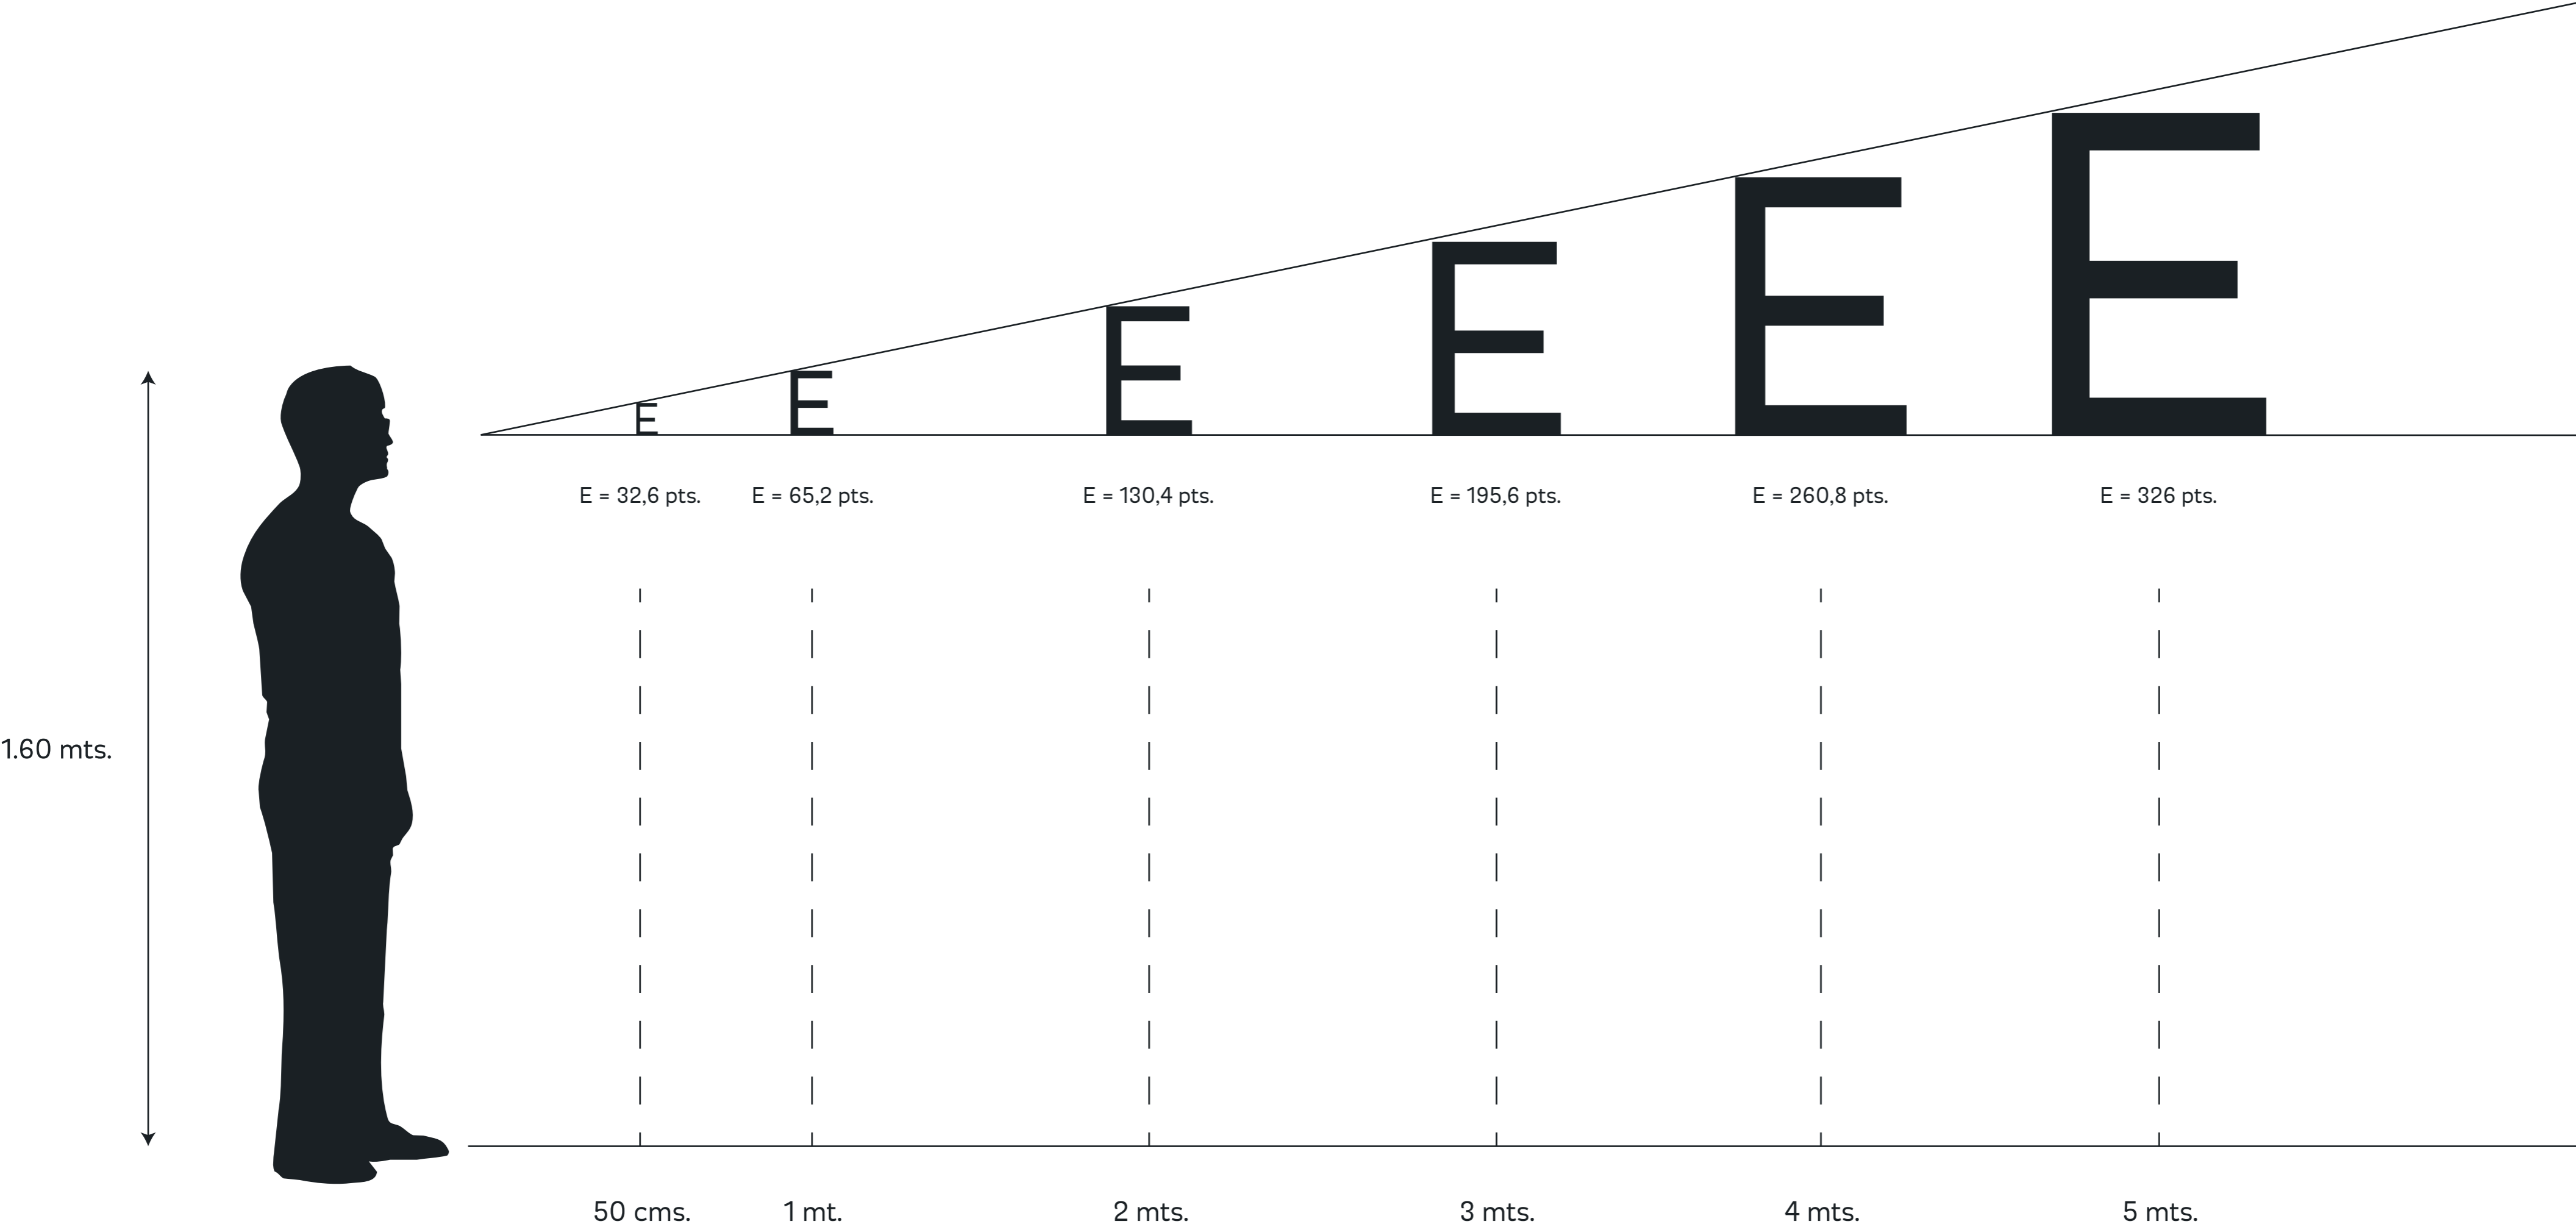 E
E
E
E
E
E
E = 32,6 pts.
E = 65,2 pts.
E = 130,4 pts.
E = 195,6 pts.
E = 260,8 pts.
E = 326 pts.
1.60 mts.
50 cms.
1 mt.
2 mts.
3 mts.
4 mts.
5 mts.